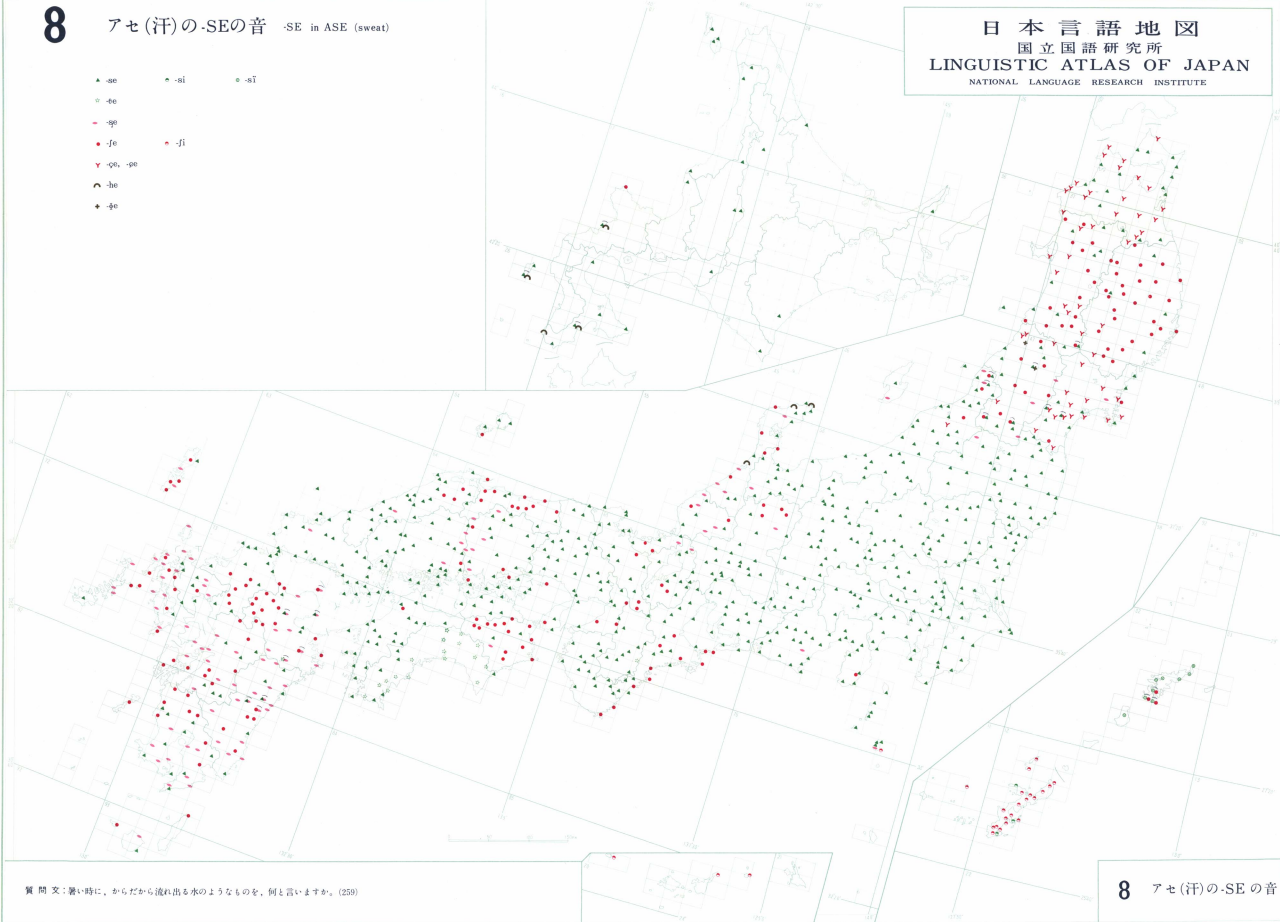 8
アセ(汗)の-SEの音 -SE in ASE (sweat)
-se -si -sï
-θe
-ʃe -ʃi
-çe, -çe
-he
-ɸe
日本言語地図
国立国語研究所
LINGUISTIC ATLAS OF JAPAN
NATIONAL LANGUAGE RESEARCH INSTITUTE
質問文:暑い時に,からだから流れ出る水のようなものを,何と言いますか。(259)
8 アセ(汗)の-SEの音